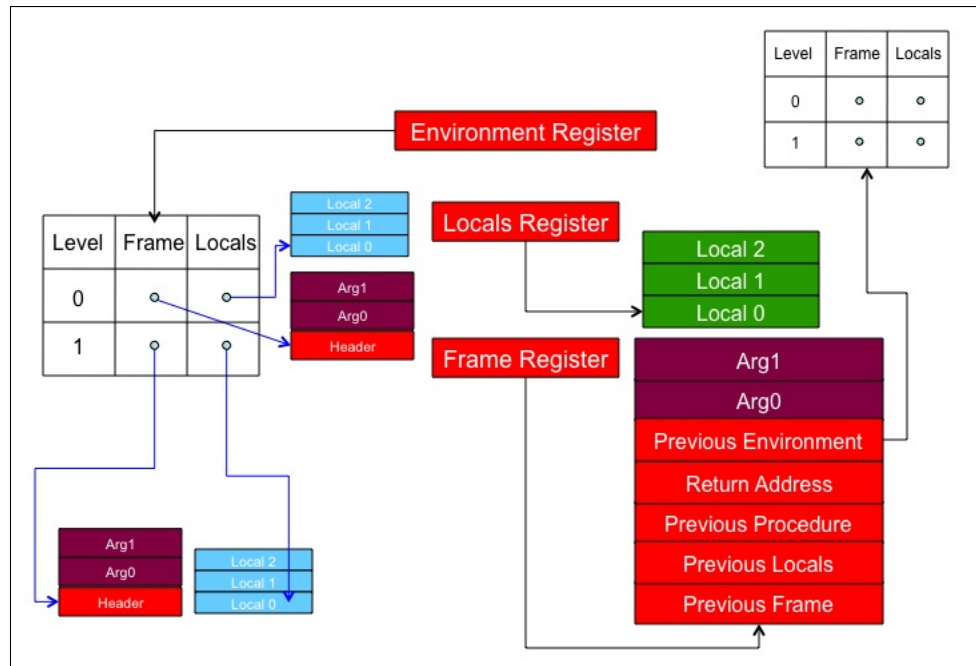 Level Frame Locals
0
1
Environment Register
Level Frame Locals
0
1
Local 2
Local 1
Local 0
Arg1
Arg0
Header
Locals Register
Local 2
Local 1
Local 0
Frame Register
Arg1
Arg0
Previous Environment
Return Address
Previous Procedure
Previous Locals
Previous Frame
Arg1
Arg0
Header
Local 2
Local 1
Local 0